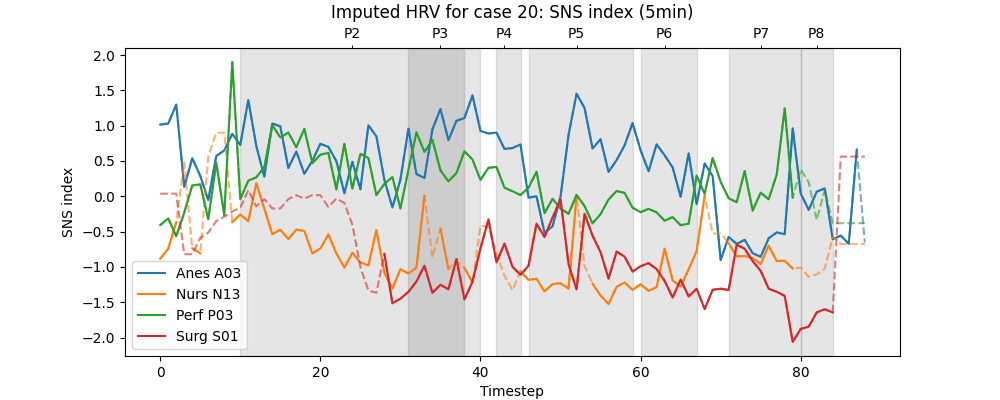 Imputed HRV for case 20: SNS index (5min)
P2 P3 P4 P5 P6 P7 P8
2.0
1.5
1.0
0.5
0.0
−0.5
−1.0
−1.5
−2.0
SNS index
Anes A03
Nurs N13
Perf P03
Surg S01
0 20 40 60 80
Timestep